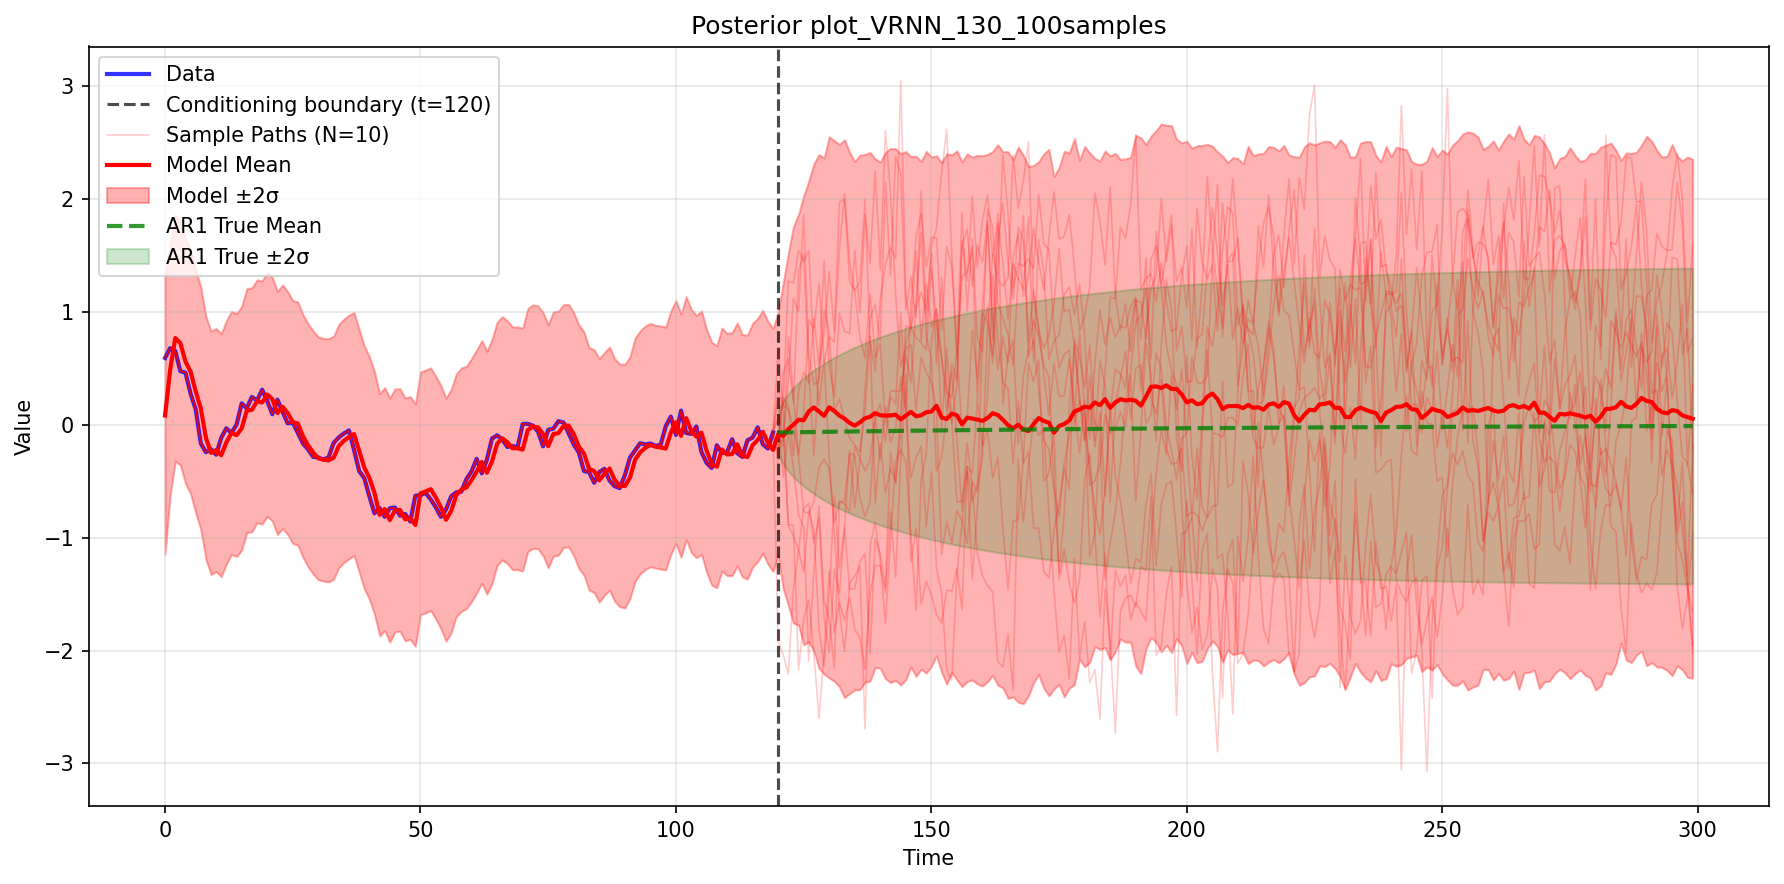 Posterior plot_VRNN_130_100samples
Data
Conditioning boundary (t=120)
Sample Paths (N=10)
Model Mean
Model ±2σ
AR1 True Mean
AR1 True ±2σ
Value
3
2
1
0
−1
−2
−3
0 50 100 150 200 250 300
Time